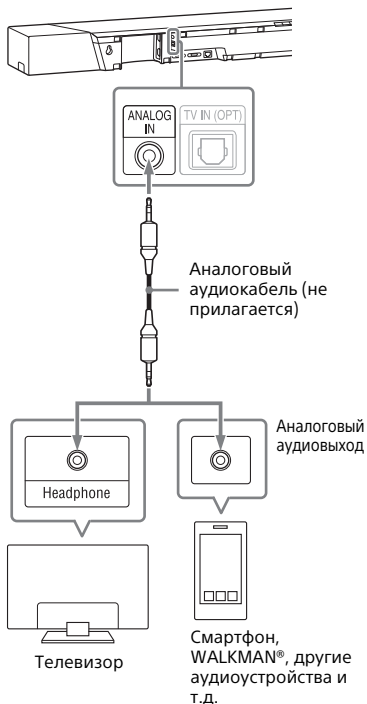 ANALOG
IN
TV IN (OPT)
Аналоговый
аудиокабель (не
прилагается)
Аналоговый
аудиовыход
Headphone
Телевизор
Смартфон,
WALKMAN®, другие
аудиоустройства и
т.д.